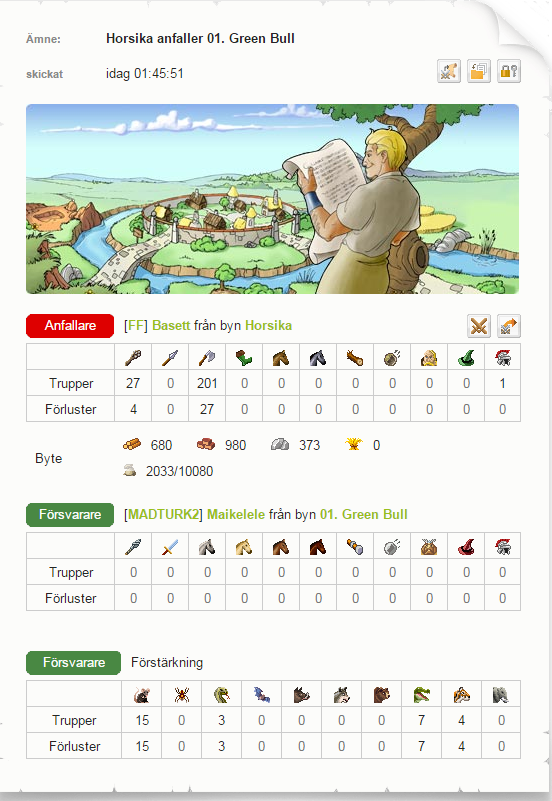 Ämne: Horsika anfaller 01. Green Bull
skickat idag 01:45:51
Anfallare [FF] Basett från byn Horsika
Trupper 27 0 201 0 0 0 0 0 0 0 1
Förluster 4 0 27 0 0 0 0 0 0 0 0
680 980 373 0
Byte
2033/10080
Försvarare [MADTURK2] Maikelele från byn 01. Green Bull
Trupper 0 0 0 0 0 0 0 0 0 0 0
Förluster 0 0 0 0 0 0 0 0 0 0 0
Försvarare Förstärkning
Trupper 15 0 3 0 0 0 0 7 4 0
Förluster 15 0 3 0 0 0 0 7 4 0